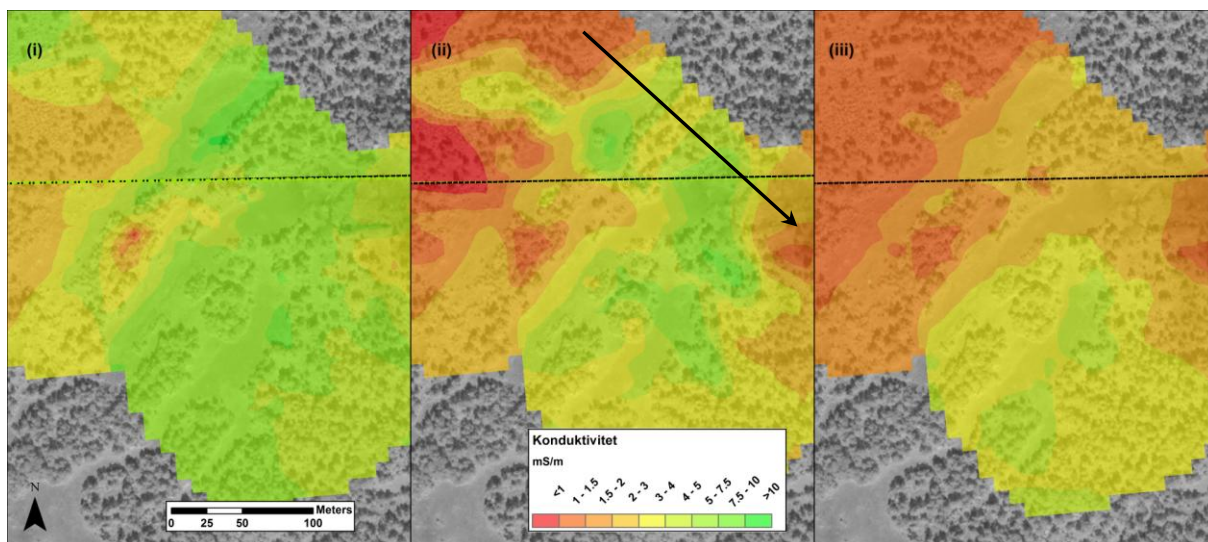 (i)
(ii)
(iii)
Konduktivitet
mS/m
<1
1 - 1.5
1.5 - 2
2 - 3
3 - 4
4 - 5
5 - 7.5
7.5 - 10
>10
N
Meters
0 25 50 100